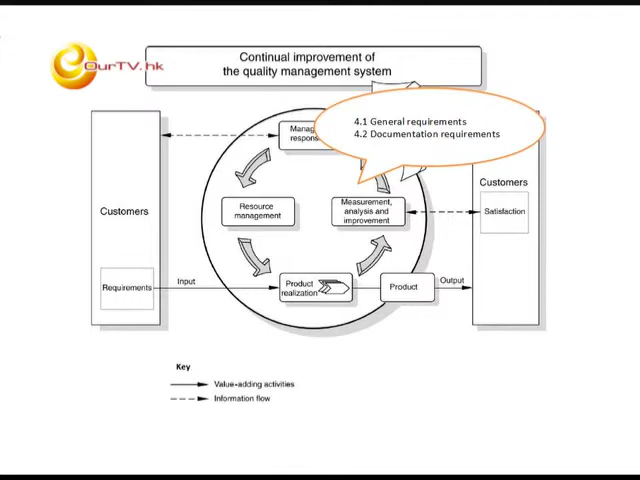 OurTV.hk
Continual improvement of
the quality management system
4.1 General requirements
4.2 Documentation requirements
Customers
Resource
management
Measurement,
analysis and
improvement
Customers
Satisfaction
Requirements
Input
Product
realization
Product
Output
Key
Value-adding activities
Information flow